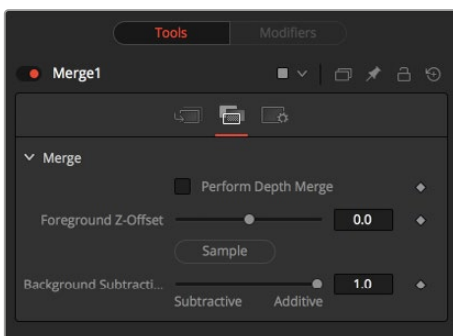 Tools Modifiers
Merge1
Merge
Perform Depth Merge
Foreground Z-Offset 0.0
Sample
Background Subtracti... 1.0
Subtractive Additive